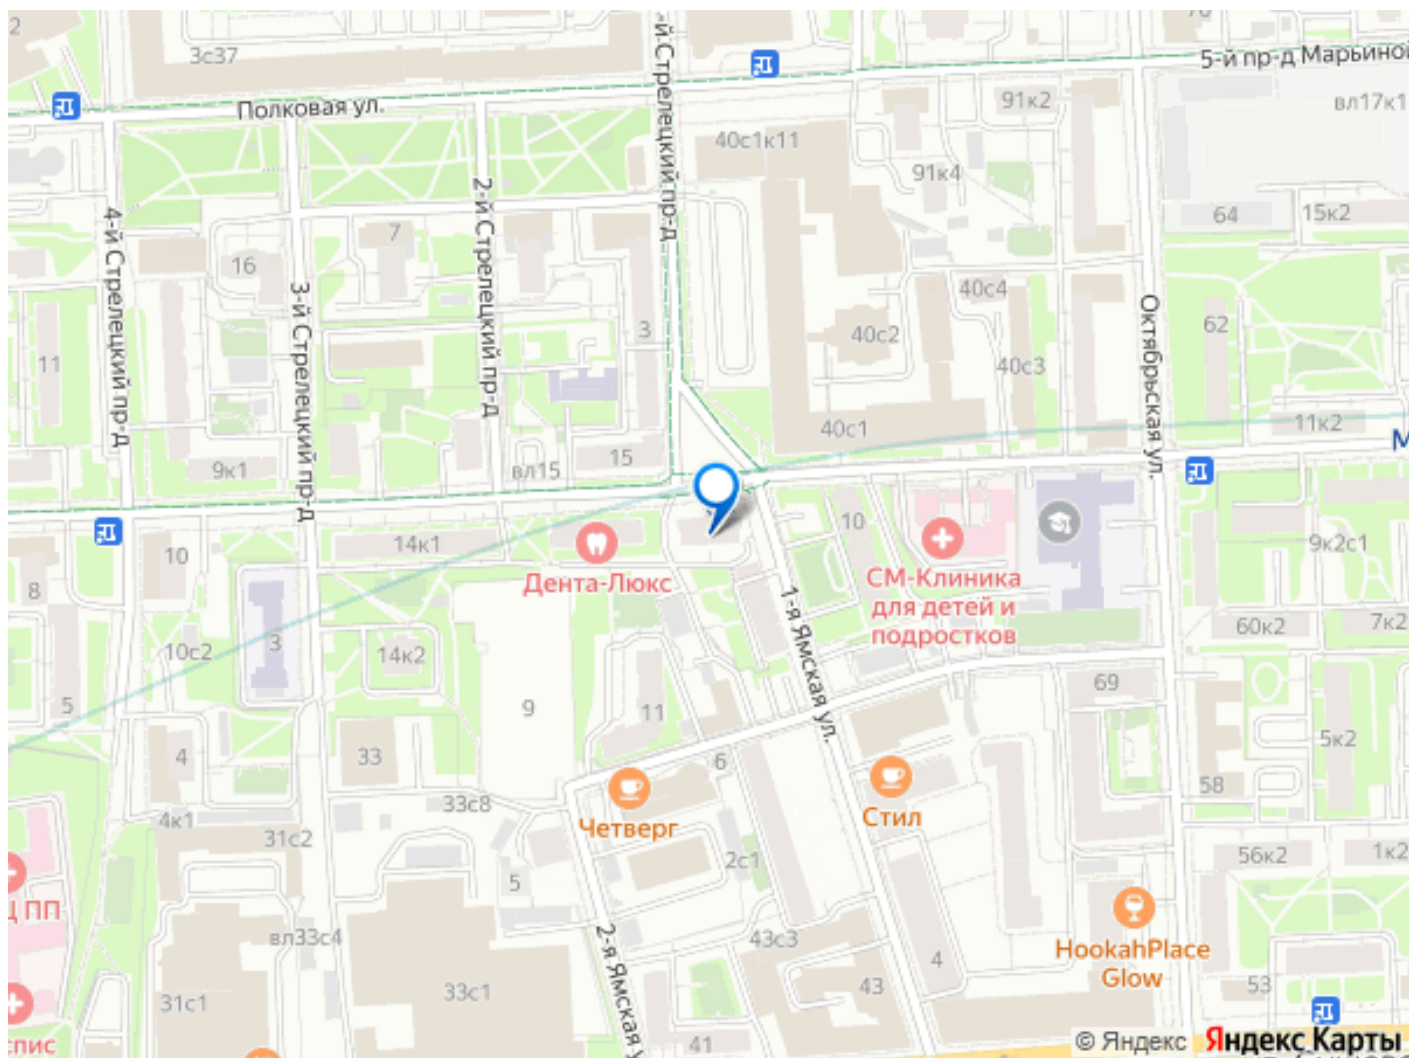 2
3с37
5-й пр-д Марьиной
вл17к1
Полковая ул.
-й Стрелецкий пр-д
91к2
40с1к11
91к4
64
15к2
4-й Стрелецкий пр-д
2-й Стрелецкий пр-д
7
16
3-й Стрелецкий пр-д
40с4
Октябрьская ул.
62
3
40с2
40с3
11
11к2
40с1
М
9к1
вл15
15
10
14к1
10
9к2с1
Дента-Люкс
СМ-Клиника
для детей и
подростков
8
1-я Ямская ул.
60к2
7к2
3
10с2
14к2
69
5
9
11
5к2
4
33
6
58
33с8
Четверг
Стил
4к1
31с2
2с1
56к2
1к2
5
Ц ПП
вл33с4
2-я Ямская у
43с3
HookahPlace
Glow
4
43
53
31с1
33с1
спис
41
© Яндекс Яндекс Карты